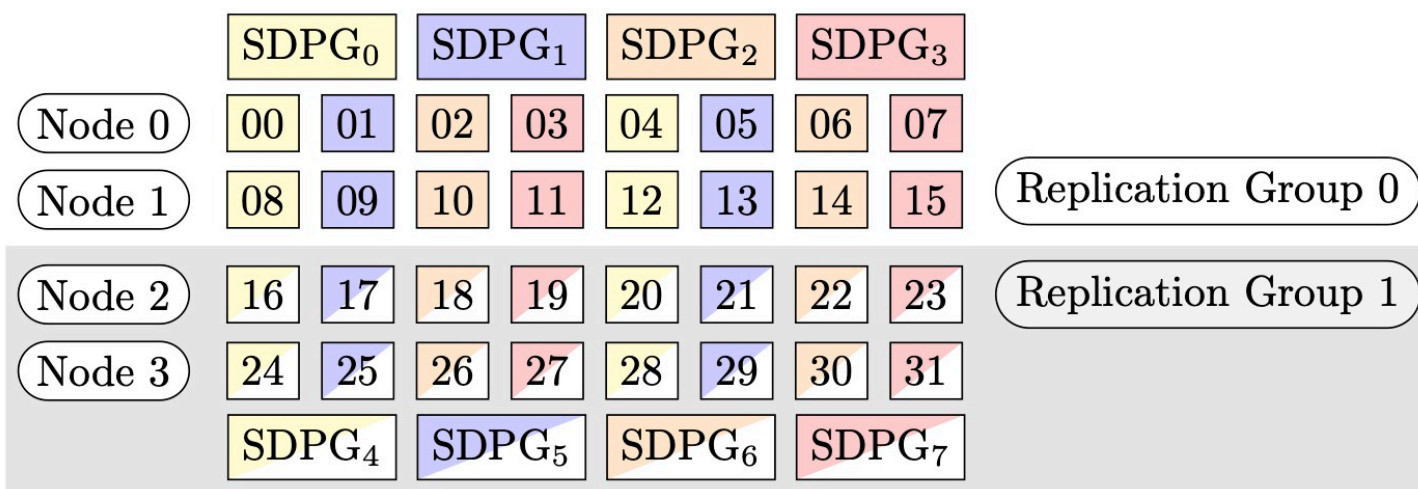 SDPG₀ SDPG₁ SDPG₂ SDPG₃
Node 0 00 01 02 03 04 05 06 07
Node 1 08 09 10 11 12 13 14 15 Replication Group 0
Node 2 16 17 18 19 20 21 22 23 Replication Group 1
Node 3 24 25 26 27 28 29 30 31
SDPG₄ SDPG₅ SDPG₆ SDPG₇